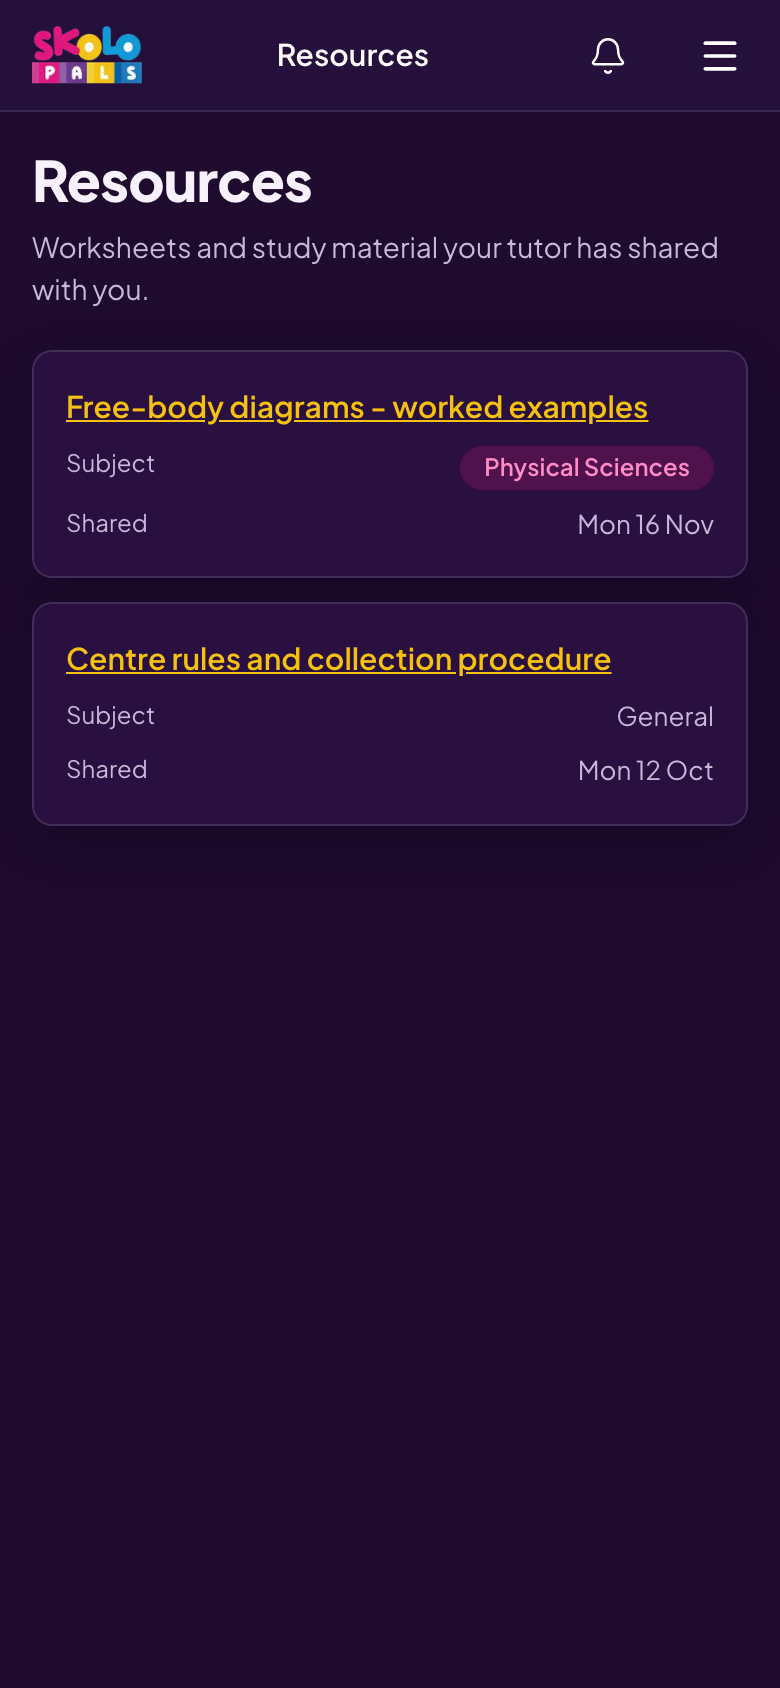 SKOLO
PALS
Resources
Resources
Worksheets and study material your tutor has shared
with you.
Free-body diagrams – worked examples
Subject
Physical Sciences
Shared
Mon 16 Nov
Centre rules and collection procedure
Subject
General
Shared
Mon 12 Oct